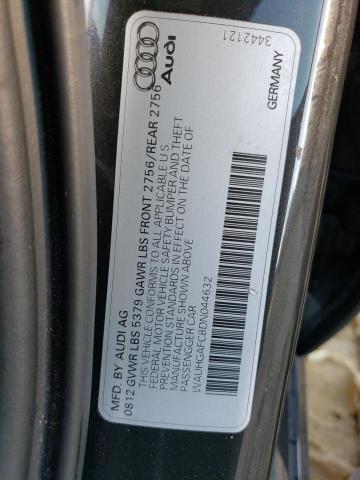 MFD. BY AUDI AG
0812 GVWR LBS 5379 GAWR LBS FRONT 2756/REAR 2756
THIS VEHICLE CONFORMS TO ALL APPLICABLE U S
FEDERAL MOTOR VEHICLE SAFETY BUMPER AND THEFT
PREVENTION STANDARDS IN EFFECT ON THE DATE OF
MANUFACTURE SHOWN ABOVE
PASSENGER CAR
WAUHGAFC8DN044632
Audi
3442121
GERMANY